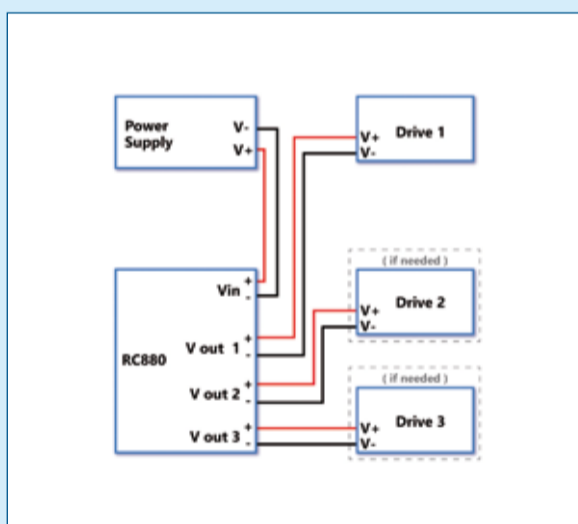 Power
Supply
V-
V+
Drive 1
V+
V-
( if needed )
Drive 2
V+
V-
RC880
Vin
+
-
V out 1
+
-
V out 2
+
-
V out 3
+
-
( if needed )
Drive 3
V+
V-